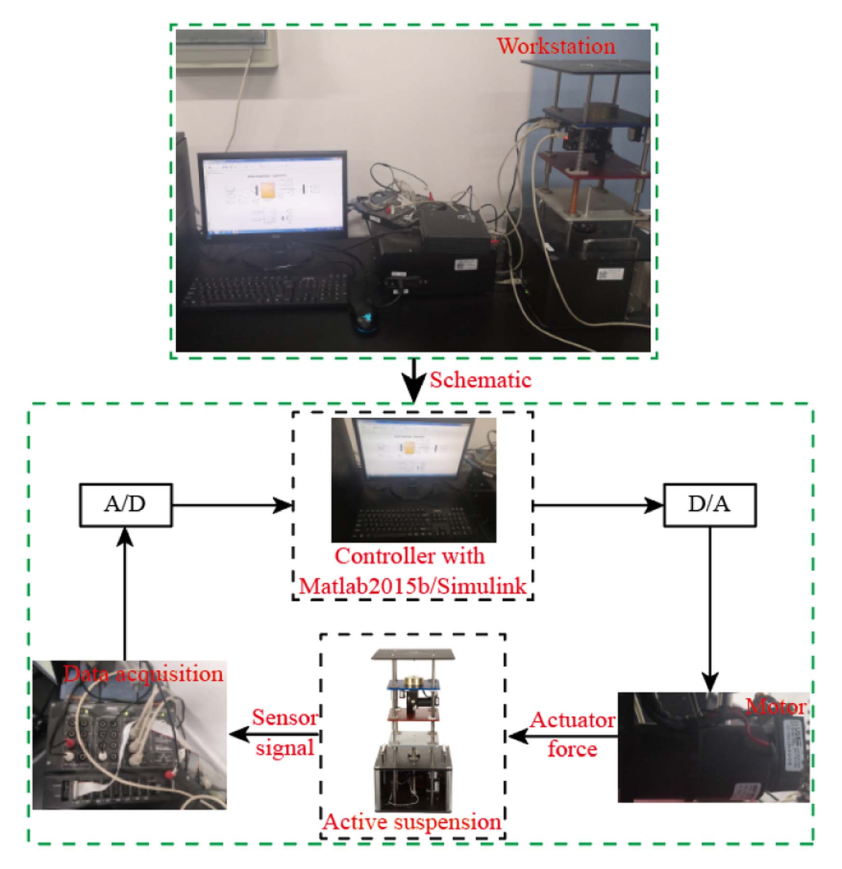 Workstation
Schematic
A/D
D/A
Controller with
Matlab2015b/Simulink
Data acquisition
Sensor
signal
Active suspension
Actuator
force
Motor